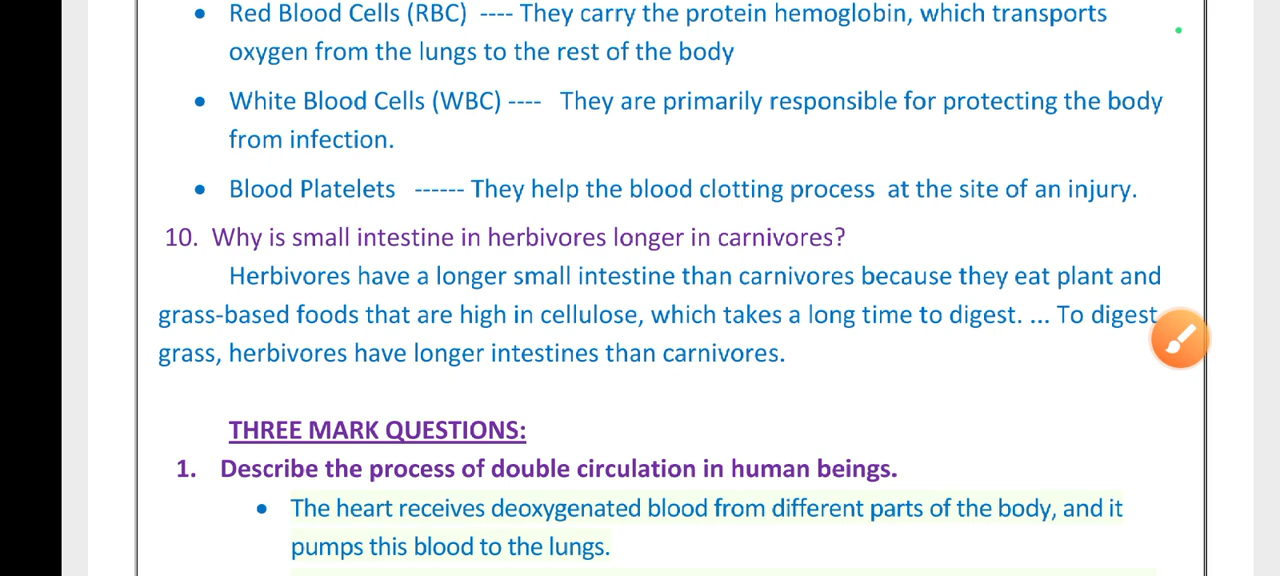 • Red Blood Cells (RBC) ---- They carry the protein hemoglobin, which transports
oxygen from the lungs to the rest of the body
• White Blood Cells (WBC) ---- They are primarily responsible for protecting the body
from infection.
• Blood Platelets ------ They help the blood clotting process at the site of an injury.
10. Why is small intestine in herbivores longer in carnivores?
Herbivores have a longer small intestine than carnivores because they eat plant and
grass-based foods that are high in cellulose, which takes a long time to digest. ... To digest
grass, herbivores have longer intestines than carnivores.
THREE MARK QUESTIONS:
1. Describe the process of double circulation in human beings.
• The heart receives deoxygenated blood from different parts of the body, and it
pumps this blood to the lungs.